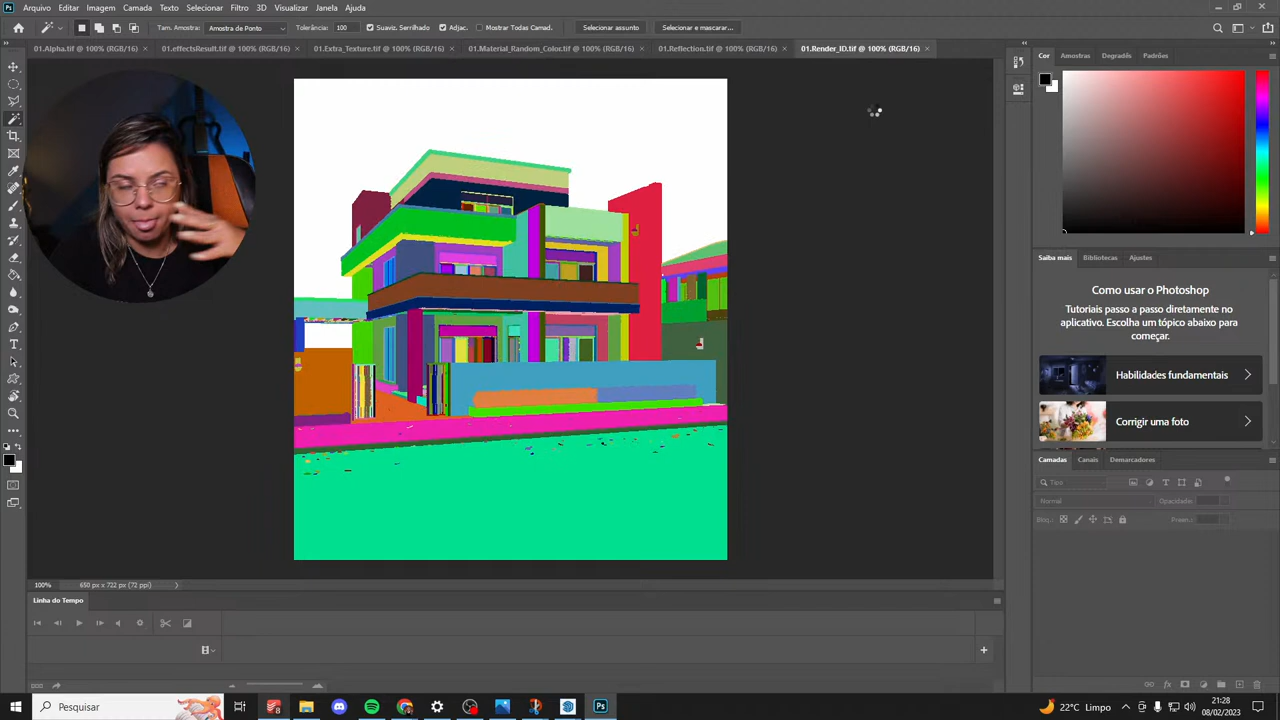 Arquivo Editar Imagem Camada Texto Selecionar Filtro 3D Visualizar Janela Ajuda
Tam. Amostra: Amostra de Ponto Tolerância: 100 Suaviz. Serrilhado Adjac. Mostrar Todas Camad. Selecionar assunto Selecionar e mascarar...
01.Alpha.tif @ 100% (RGB/16) 01.effectsResult.tif @ 100% (RGB/16) 01.Extra_Texture.tif @ 100% (RGB/16) 01.Material_Random_Color.tif @ 100% (RGB/16) 01.Reflection.tif @ 100% (RGB/16) 01.Render_ID.tif @ 100% (RGB/16)
Cor Amostras Degradês Padrões
Saiba mais Bibliotecas Ajustes
Como usar o Photoshop
Tutoriais passo a passo diretamente no
aplicativo. Escolha um tópico abaixo para
começar.
Habilidades fundamentais
Corrigir uma foto
Camadas Canais Demarcadores
Tipo
Normal Opacidade:
Bloq.: Preen.:
100% 650 px x 722 px (72 ppi)
Linha do Tempo
Pesquisar
22°C Limpo
21:28
08/02/2023